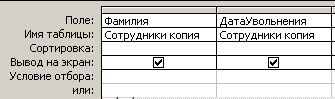 Поле: Фамилия ДатаУвольнения
Имя таблицы: Сотрудники копия Сотрудники копия
Сортировка:
Вывод на экран:
Условие отбора:
или: